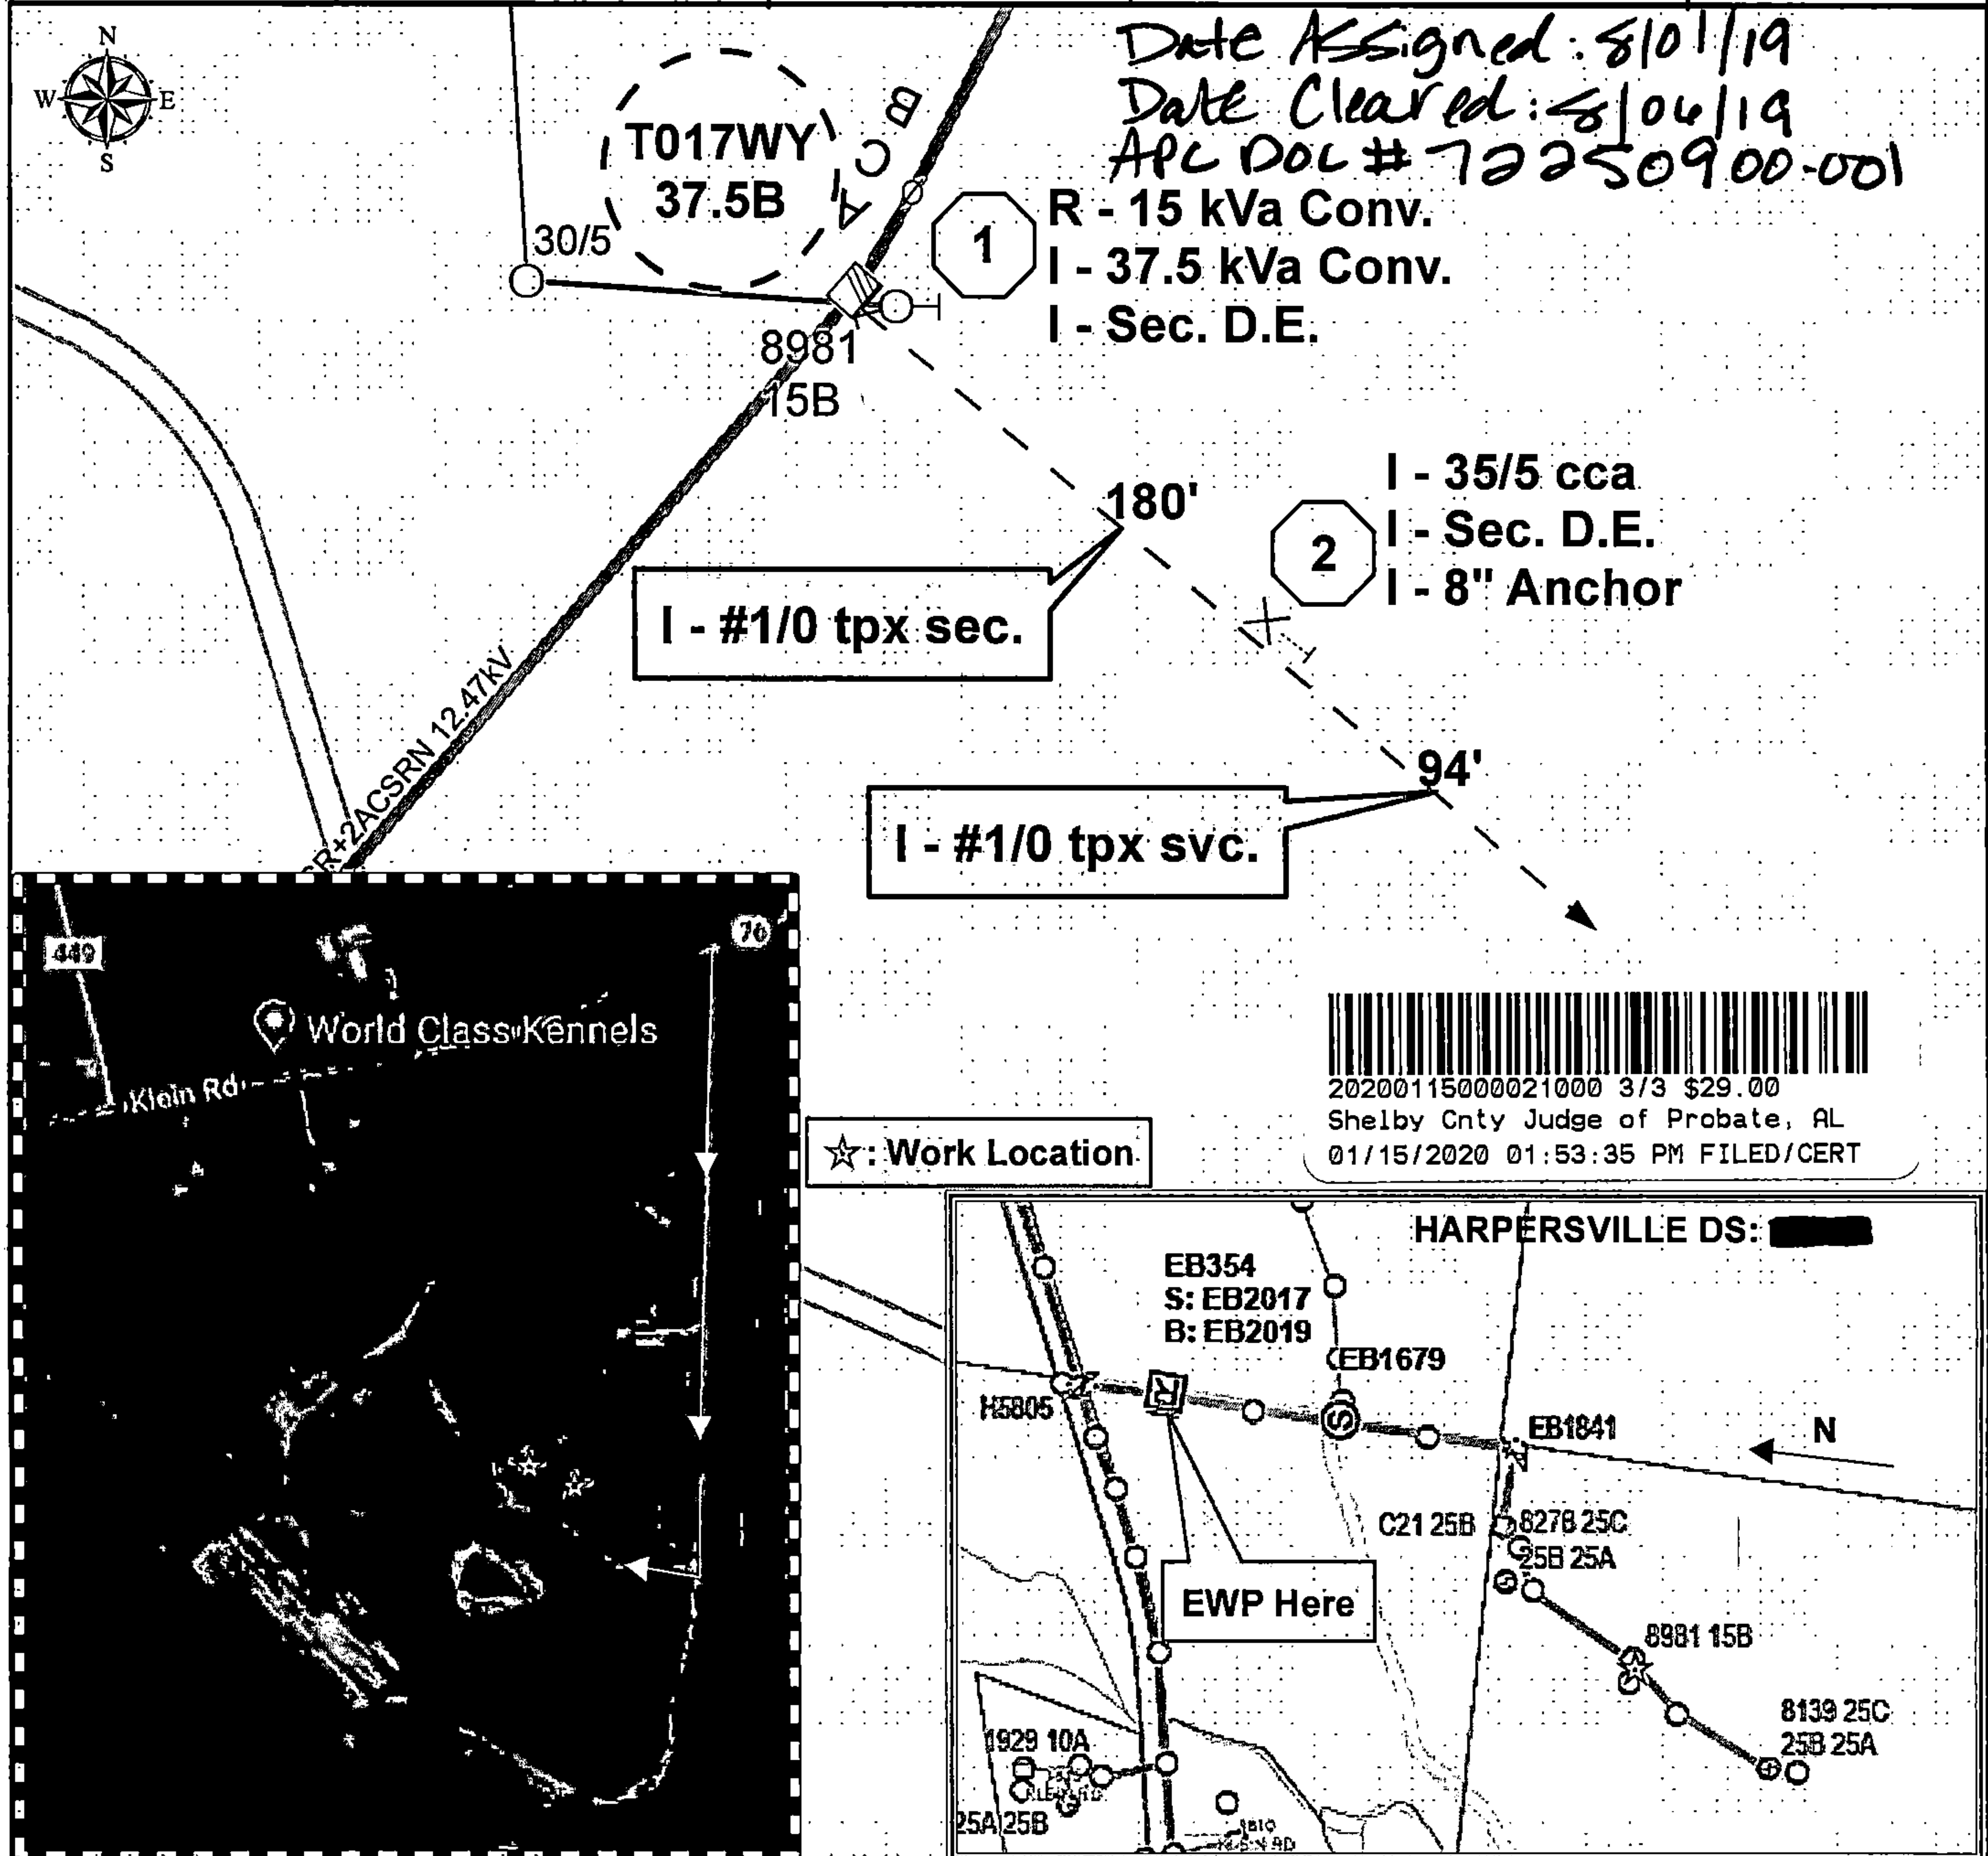 Date Assigned: 8/01/19
Date Cleared: 8/06/19
APC DOC # 72250900-001
N
W E
S
T017WY
37.5B
B C A
30/5
1
R - 15 kVa Conv.
I - 37.5 kVa Conv.
I - Sec. D.E.
8981
15B
180'
I - #1/0 tpx sec.
2
I - 35/5 cca
I - Sec. D.E.
I - 8" Anchor
R+2ACSRN 12.47kV
94'
I - #1/0 tpx svc.
449
76
World Class Kennels
Klein Rd
20200115000021000 3/3 $29.00
Shelby Cnty Judge of Probate, AL
01/15/2020 01:53:35 PM FILED/CERT
: Work Location
HARPERSVILLE DS:
EB354
S: EB2017
B: EB2019
EB1679
H5805
R
S
EB1841
N
C21 25B
8278 25C
25B 25A
EWP Here
8981 15B
8139 25C
25B 25A
1929 10A
25A 25B